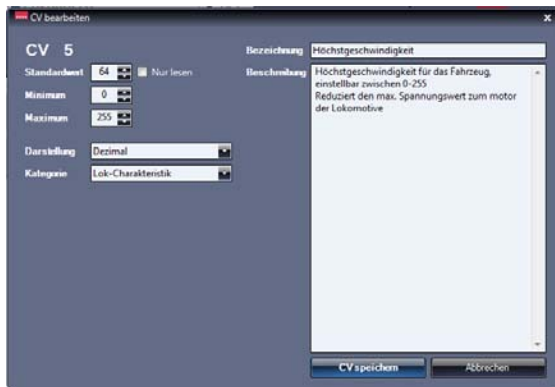 CV bearbeiten
x
CV 5
Standardwert 64 Nur lesen
Minimum 0
Maximum 255
Darstellung Dezimal
Kategorie Lok-Charakteristik
Bezeichnung Höchstgeschwindigkeit
Beschreibung Höchstgeschwindigkeit für das Fahrzeug,
einstellbar zwischen 0-255
Reduziert den max. Spannungswert zum motor
der Lokomotive
CV speichern Abbrechen